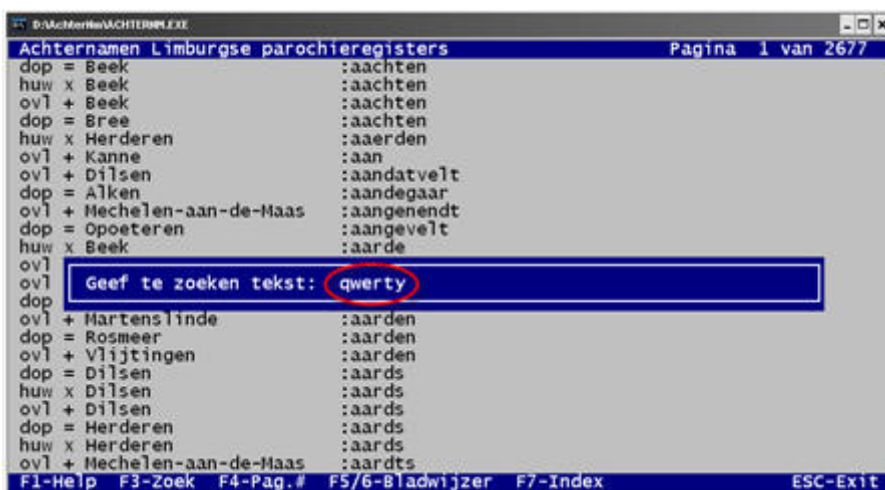 D:\AchterNm\ACHTERNM.EXE
Achternamen Limburgse parochieregisters Pagina 1 van 2677
dop = Beek :aachten
huw x Beek :aachten
ovl + Beek :aachten
dop = Bree :aachten
huw x Herderen :aaerden
ovl + Kanne :aan
ovl + Dilsen :aandatvelt
dop = Alken :aandegaar
ovl + Mechelen-aan-de-Maas :aangenendt
dop = Opoeteren :aangevelt
huw x Beek :aarde
ovl
ovl Geef te zoeken tekst: qwerty
dop
ovl + Martenslinde :aarden
dop = Rosmeer :aarden
ovl + Vlijtingen :aarden
dop = Dilsen :aards
huw x Dilsen :aards
ovl + Dilsen :aards
dop = Herderen :aards
huw x Herderen :aards
ovl + Mechelen-aan-de-Maas :aardts
F1-Help F3-Zoek F4-Pag.# F5/6-Bladwijzer F7-Index ESC-Exit